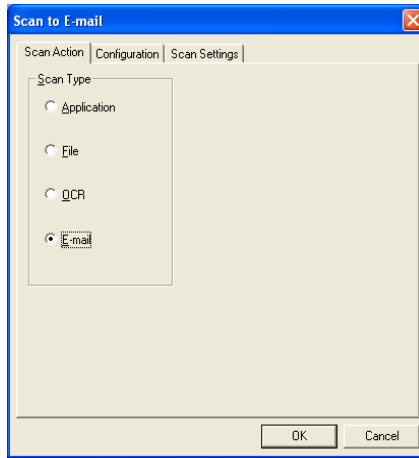 Scan to E-mail
Scan Action Configuration Scan Settings
Scan Type
Application
File
OCR
E-mail
OK Cancel